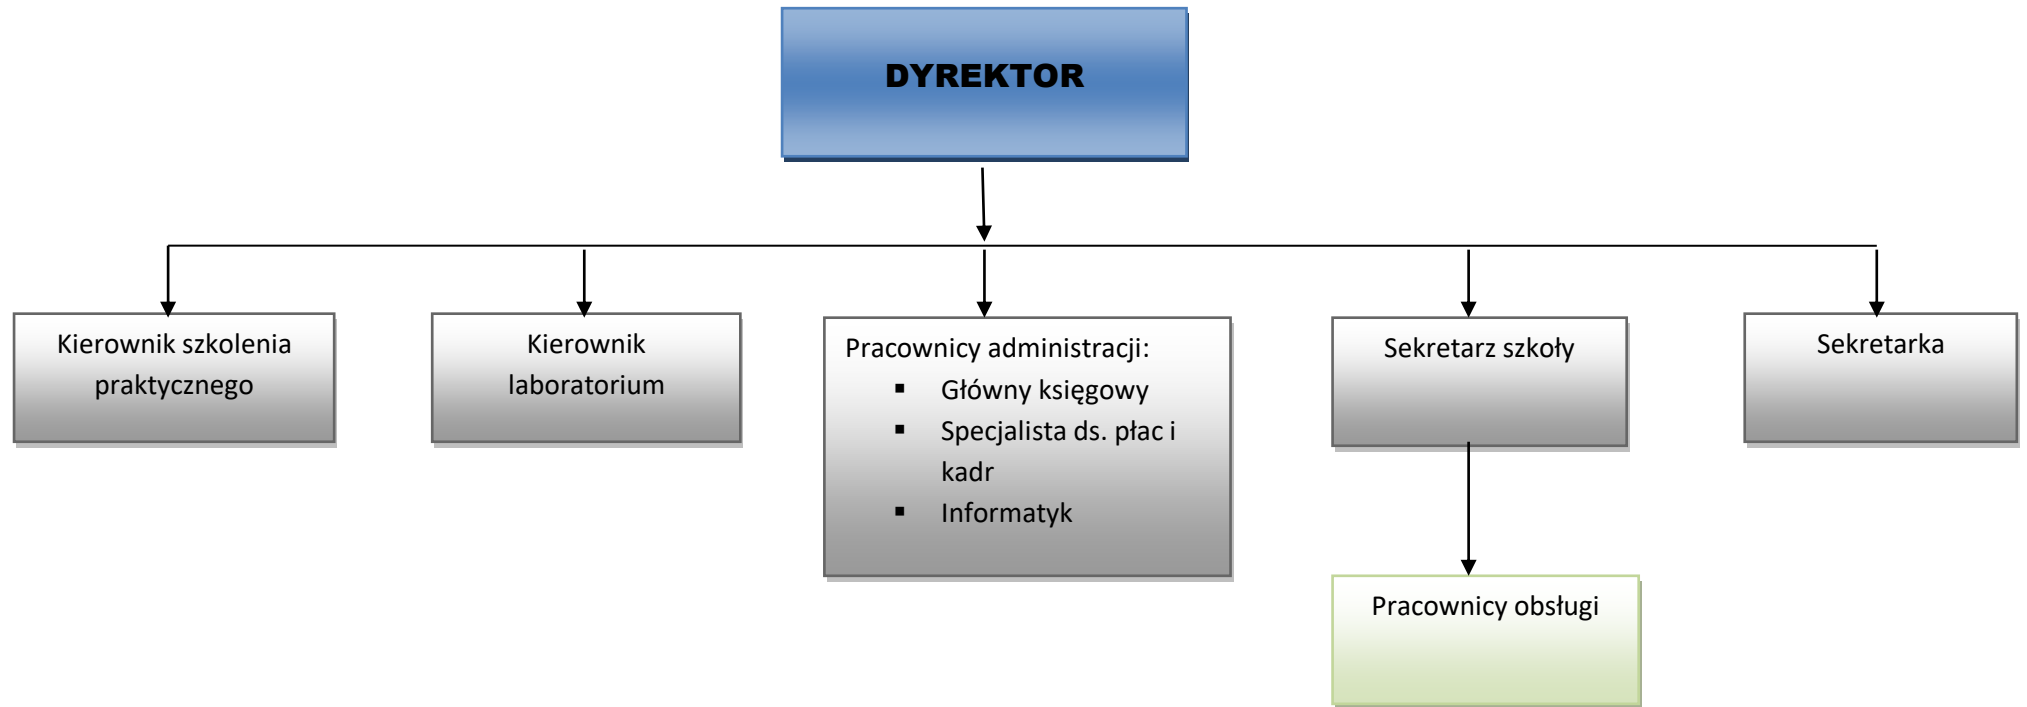 DYREKTOR
Kierownik szkolenia
praktycznego
Kierownik
laboratorium
Pracownicy administracji:
▪ Główny księgowy
▪ Specjalista ds. płac i
kadr
▪ Informatyk
Sekretarz szkoły
Sekretarka
Pracownicy obsługi